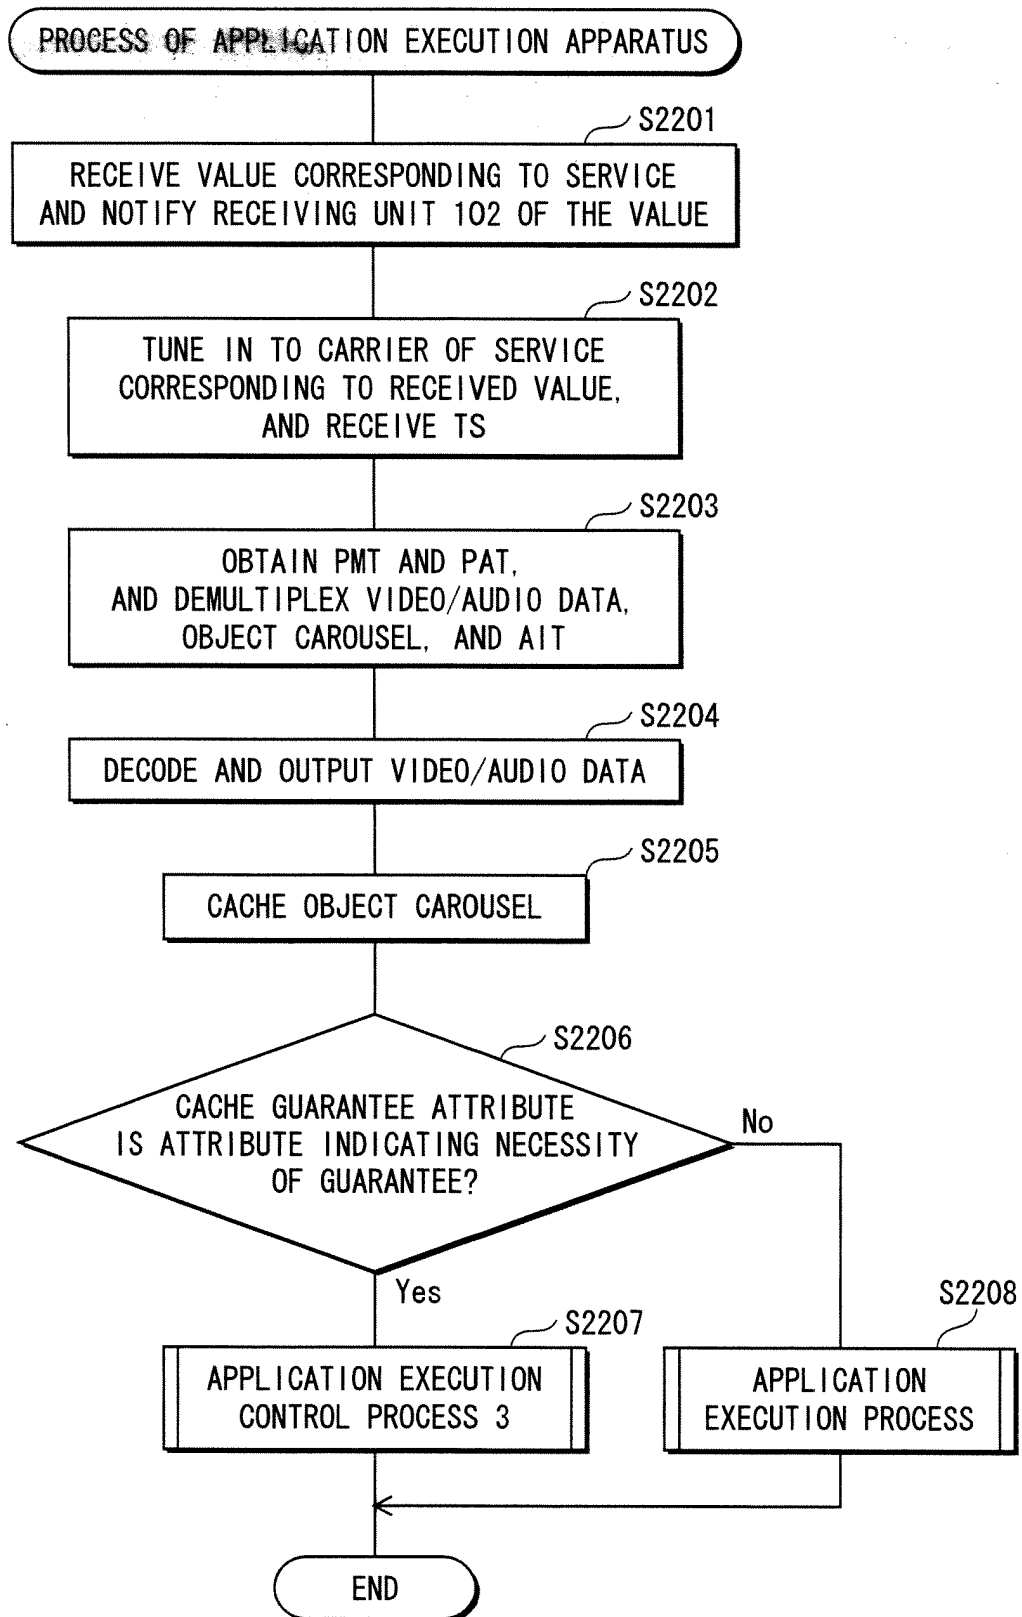 PROCESS OF APPLICATION EXECUTION APPARATUS
S2201
RECEIVE VALUE CORRESPONDING TO SERVICE
AND NOTIFY RECEIVING UNIT 102 OF THE VALUE
S2202
TUNE IN TO CARRIER OF SERVICE
CORRESPONDING TO RECEIVED VALUE,
AND RECEIVE TS
S2203
OBTAIN PMT AND PAT,
AND DEMULTIPLEX VIDEO/AUDIO DATA,
OBJECT CAROUSEL, AND AIT
S2204
DECODE AND OUTPUT VIDEO/AUDIO DATA
S2205
CACHE OBJECT CAROUSEL
S2206
CACHE GUARANTEE ATTRIBUTE
IS ATTRIBUTE INDICATING NECESSITY
OF GUARANTEE?
No
Yes
S2207
APPLICATION EXECUTION
CONTROL PROCESS 3
S2208
APPLICATION
EXECUTION PROCESS
END